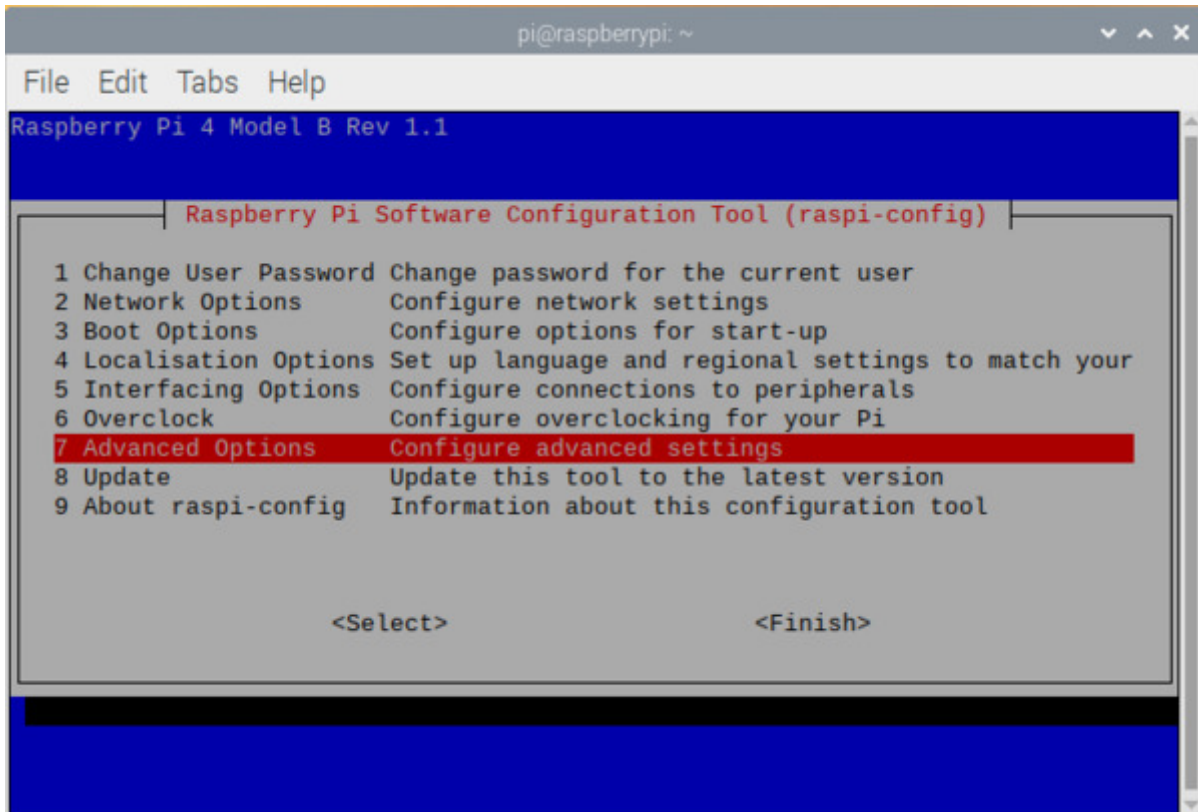 pi@raspberrypi: ~
File Edit Tabs Help
Raspberry Pi 4 Model B Rev 1.1
Raspberry Pi Software Configuration Tool (raspi-config)
1 Change User Password Change password for the current user
2 Network Options Configure network settings
3 Boot Options Configure options for start-up
4 Localisation Options Set up language and regional settings to match your
5 Interfacing Options Configure connections to peripherals
6 Overclock Configure overclocking for your Pi
7 Advanced Options Configure advanced settings
8 Update Update this tool to the latest version
9 About raspi-config Information about this configuration tool
<Select> <Finish>